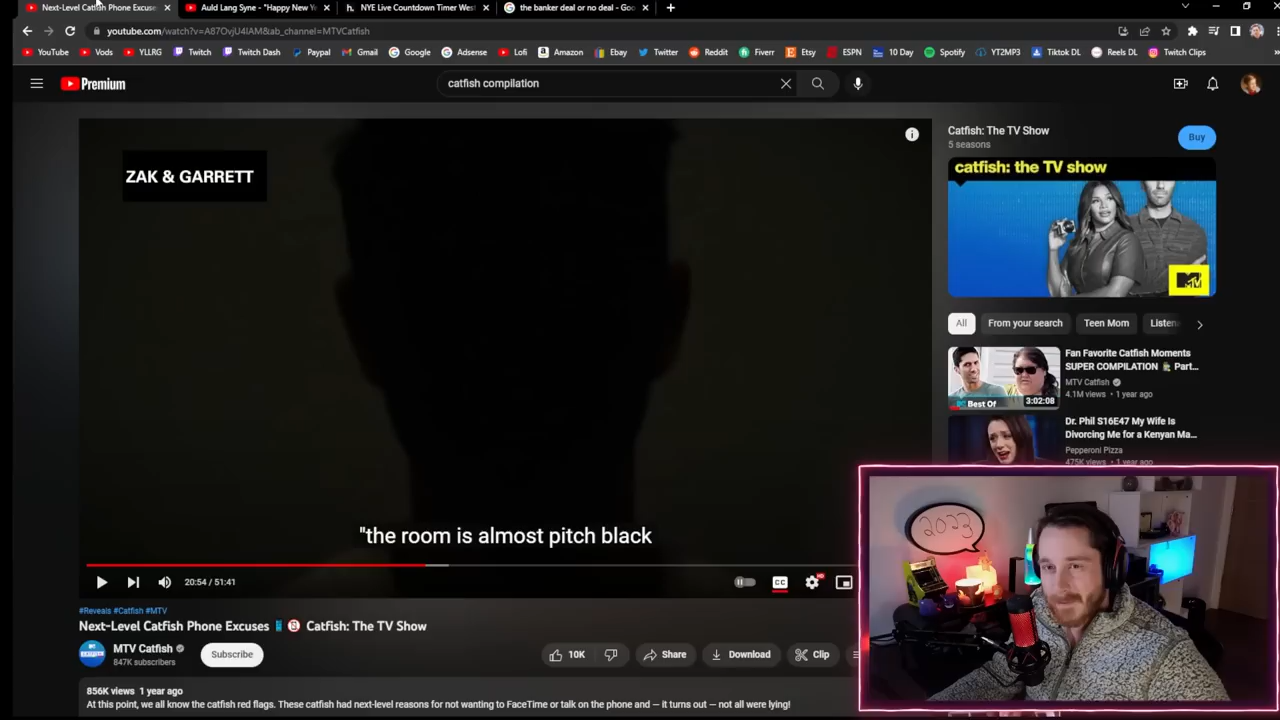 Next-Level Catfish Phone Excuse
Auld Lang Syne - "Happy New Y
NYE Live Countdown Timer West
the banker deal or no deal - Goo
youtube.com/watch?v=A87OvjU4lAM&ab_channel=MTVCatfish
YouTube Vods YLLRG Twitch Twitch Dash Paypal Gmail Google Adsense Lofi Amazon Ebay Twitter Reddit Fiverr Etsy ESPN 10 Day Spotify YT2MP3 Tiktok DL Reels DL Twitch Clips
Premium
catfish compilation
ZAK & GARRETT
"the room is almost pitch black
20:54 / 51:41
CC
#Reveals #Catfish #MTV
Next-Level Catfish Phone Excuses Catfish: The TV Show
MTV Catfish
847K subscribers
Subscribe
10K
Share
Download
Clip
856K views 1 year ago
At this point, we all know the catfish red flags. These catfish had next-level reasons for not wanting to FaceTime or talk on the phone and — it turns out — not all were lying!
Catfish: The TV Show
5 seasons
Buy
catfish: the TV show
MTV
All
From your search
Teen Mom
Listen
Best Of
3:02:08
Fan Favorite Catfish Moments
SUPER COMPILATION Part...
MTV Catfish
4.1M views • 1 year ago
Dr. Phil S16E47 My Wife Is
Divorcing Me for a Kenyan Ma...
Pepperoni Pizza
475K views • 1 year ago
2023